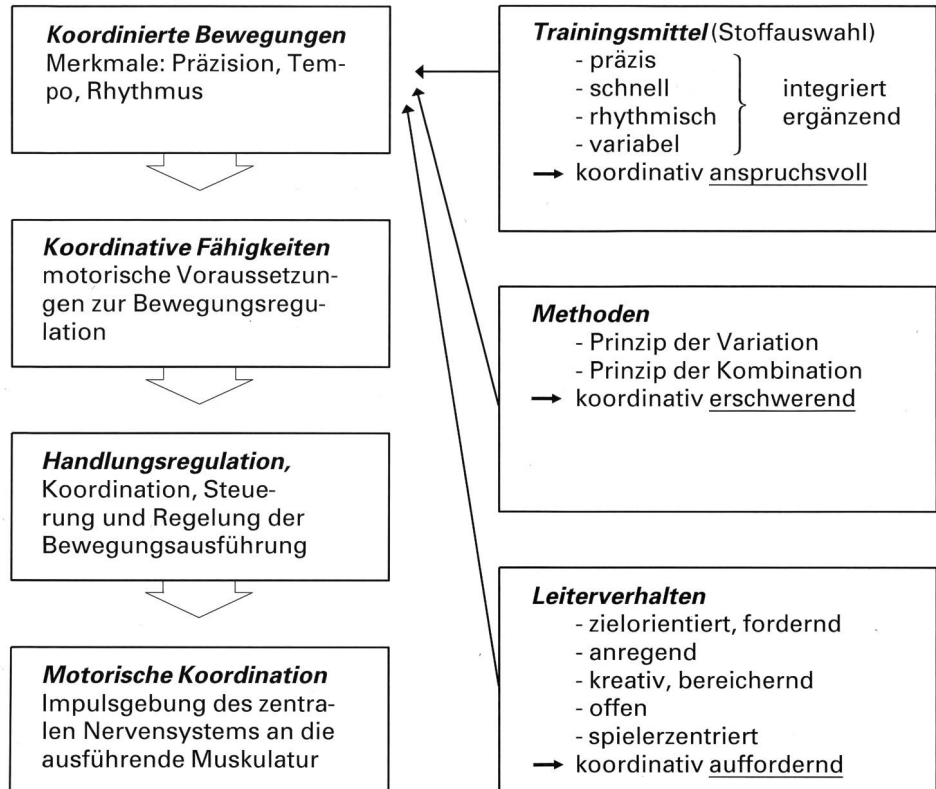 Koordinierte Bewegungen
Merkmale: Präzision, Tem-
po, Rhythmus
Koordinative Fähigkeiten
motorische Voraussetzun-
gen zur Bewegungsregu-
lation
Handlungsregulation,
Koordination, Steue-
rung und Regelung der
Bewegungsausführung
Motorische Koordination
Impulsgebung des zentra-
len Nervensystems an die
ausführende Muskulatur
Trainingsmittel (Stoffauswahl)
- präzis
- schnell
- rhythmisch
- variabel
integriert
ergänzend
→ koordinativ anspruchsvoll
Methoden
- Prinzip der Variation
- Prinzip der Kombination
→ koordinativ erschwerend
Leiterverhalten
- zielorientiert, fordernd
- anregend
- kreativ, bereichernd
- offen
- spielerzentriert
→ koordinativ auffordernd